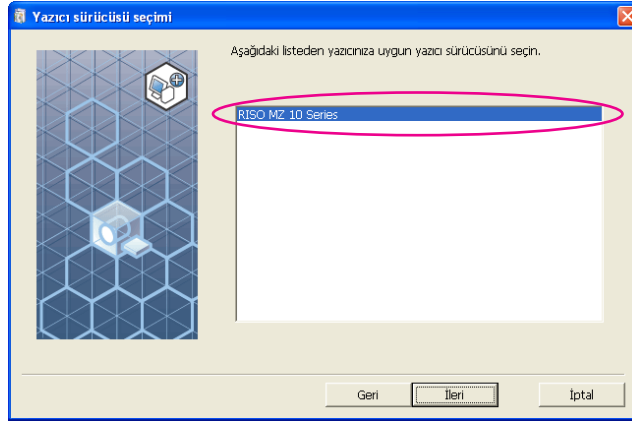 Yazıcı sürücüsü seçimi
Aşağıdaki listeden yazıcınıza uygun yazıcı sürücüsünü seçin.
RISO MZ 10 Series
Geri
İleri
İptal